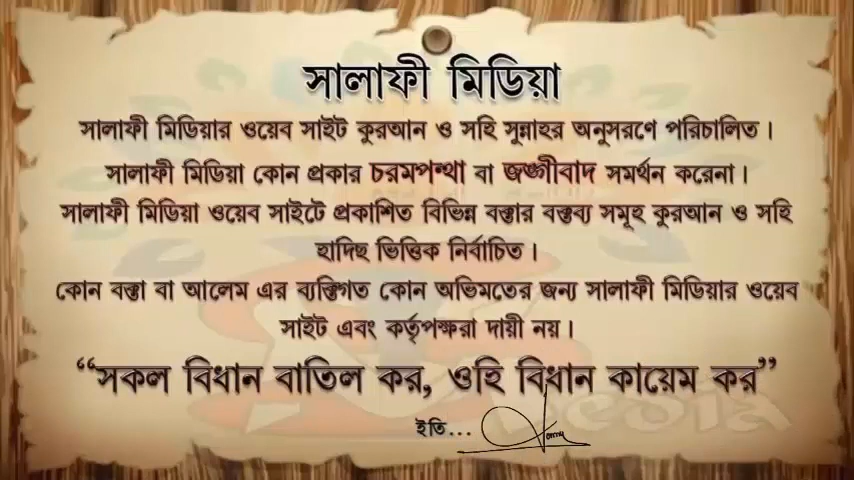 সালাফী মিডিয়া
সালাফী মিডিয়ার ওয়েব সাইট কুরআন ও সহি সুন্নাহর অনুসরণে পরিচালিত।
সালাফী মিডিয়া কোন প্রকার চরমপন্থা বা জঙ্গীবাদ সমর্থন করেনা।
সালাফী মিডিয়া ওয়েব সাইটে প্রকাশিত বিভিন্ন বক্তার বক্তব্য সমূহ কুরআন ও সহি
হাদিছ ভিত্তিক নির্বাচিত।
কোন বক্তা বা আলেম এর ব্যক্তিগত কোন অভিমতের জন্য সালাফী মিডিয়ার ওয়েব
সাইট এবং কর্তৃপক্ষরা দায়ী নয়।
“সকল বিধান বাতিল কর, ওহি বিধান কায়েম কর”
ইতি...